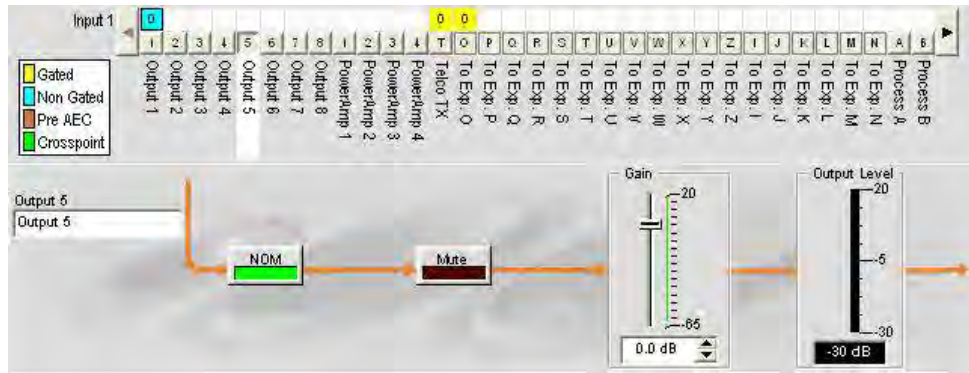 Input 1
0 0 0
1 2 3 4 5 6 7 8 1 2 3 4 T O P Q R S T U V W X Y Z I J K L M N A B
Output 1
Output 2
Output 3
Output 4
Output 5
Output 6
Output 7
Output 8
PowerAmp 1
PowerAmp 2
PowerAmp 3
PowerAmp 4
Telco TX
To Exp. O
To Exp. P
To Exp. Q
To Exp. R
To Exp. S
To Exp. T
To Exp. U
To Exp. V
To Exp. W
To Exp. X
To Exp. Y
To Exp. Z
To Exp. I
To Exp. J
To Exp. K
To Exp. L
To Exp. M
To Exp. N
Process A
Process B
Gated
Non Gated
Pre AEC
Crosspoint
Output 5
Output 5
NOM
Mute
Gain
20
-65
0.0 dB
Output Level
20
-5
-30
-30 dB